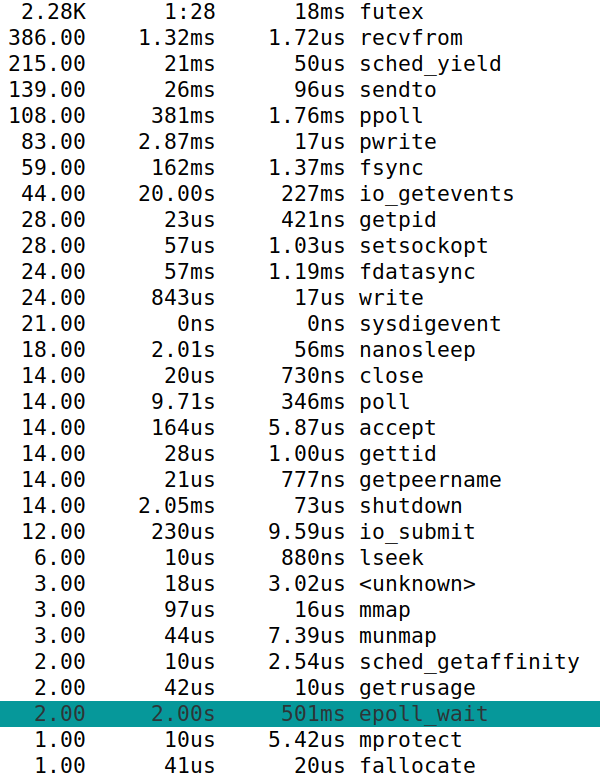 2.28K 1:28 18ms futex
386.00 1.32ms 1.72us recvfrom
215.00 21ms 50us sched_yield
139.00 26ms 96us sendto
108.00 381ms 1.76ms ppoll
83.00 2.87ms 17us pwrite
59.00 162ms 1.37ms fsync
44.00 20.00s 227ms io_getevents
28.00 23us 421ns getpid
28.00 57us 1.03us setsockopt
24.00 57ms 1.19ms fdatasync
24.00 843us 17us write
21.00 0ns 0ns sysdigevent
18.00 2.01s 56ms nanosleep
14.00 20us 730ns close
14.00 9.71s 346ms poll
14.00 164us 5.87us accept
14.00 28us 1.00us gettid
14.00 21us 777ns getpeername
14.00 2.05ms 73us shutdown
12.00 230us 9.59us io_submit
6.00 10us 880ns lseek
3.00 18us 3.02us <unknown>
3.00 97us 16us mmap
3.00 44us 7.39us munmap
2.00 10us 2.54us sched_getaffinity
2.00 42us 10us getrusage
2.00 2.00s 501ms epoll_wait
1.00 10us 5.42us mprotect
1.00 41us 20us fallocate